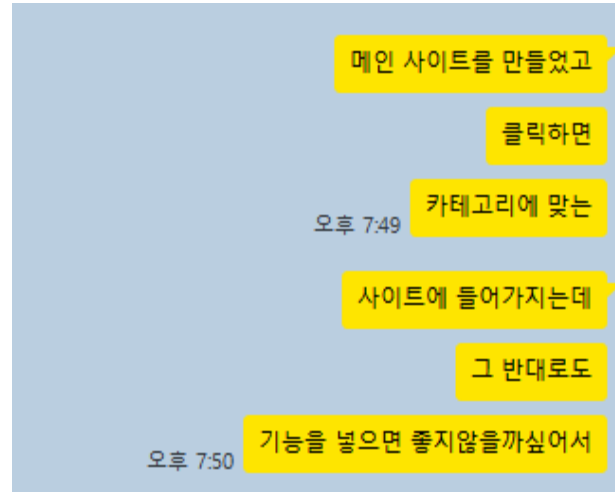 메인 사이트를 만들었고
클릭하면
카테고리에 맞는
오후 7:49
사이트에 들어가지는데
그 반대로도
기능을 넣으면 좋지않을까싶어서
오후 7:50